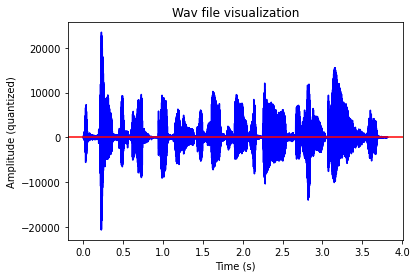 Wav file visualization
Amplitude (quantized)
20000
10000
0
−10000
−20000
0.0 0.5 1.0 1.5 2.0 2.5 3.0 3.5 4.0
Time (s)